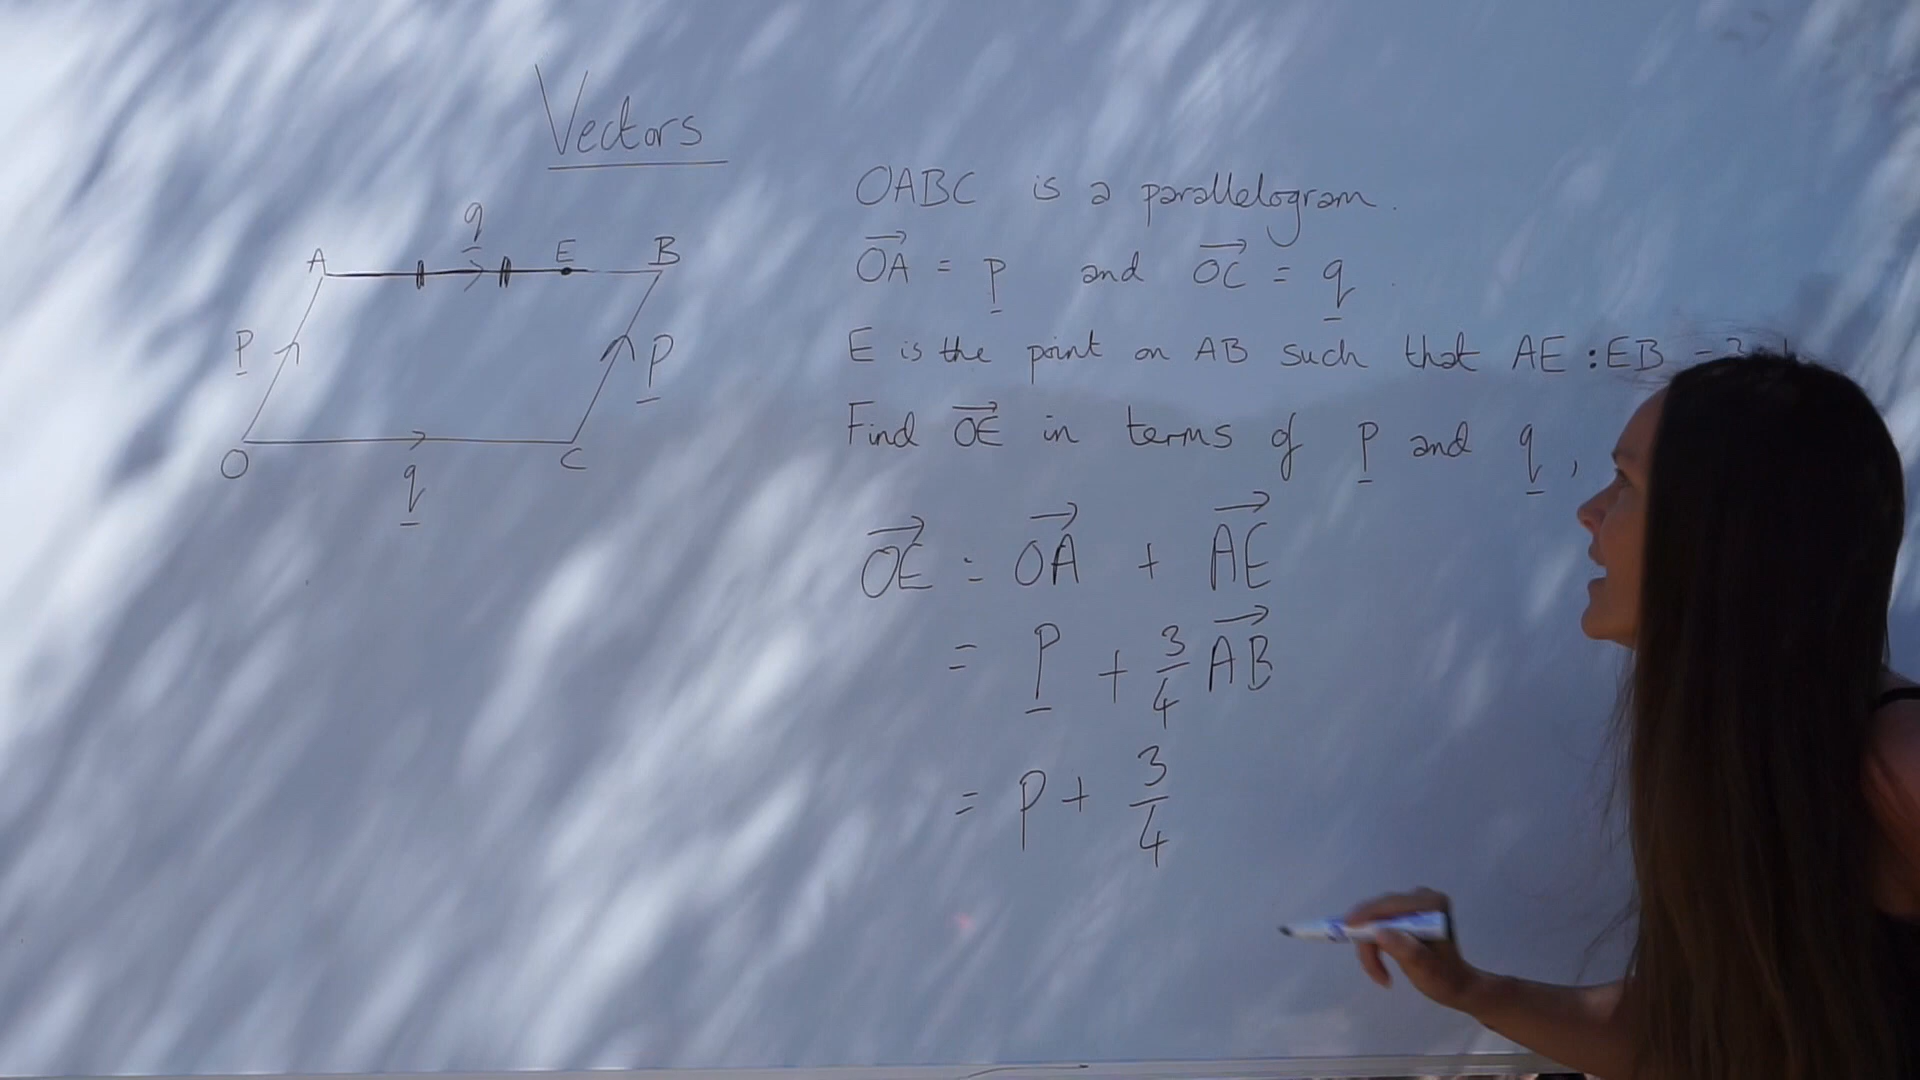 Vectors
q
A E B
p p
O C
q
OABC is a parallelogram.
OA = p and OC = q.
E is the point on AB such that AE : EB =
Find OE in terms of p and q,
OE = OA + AE
= p + 3/4 AB
= p + 3/4